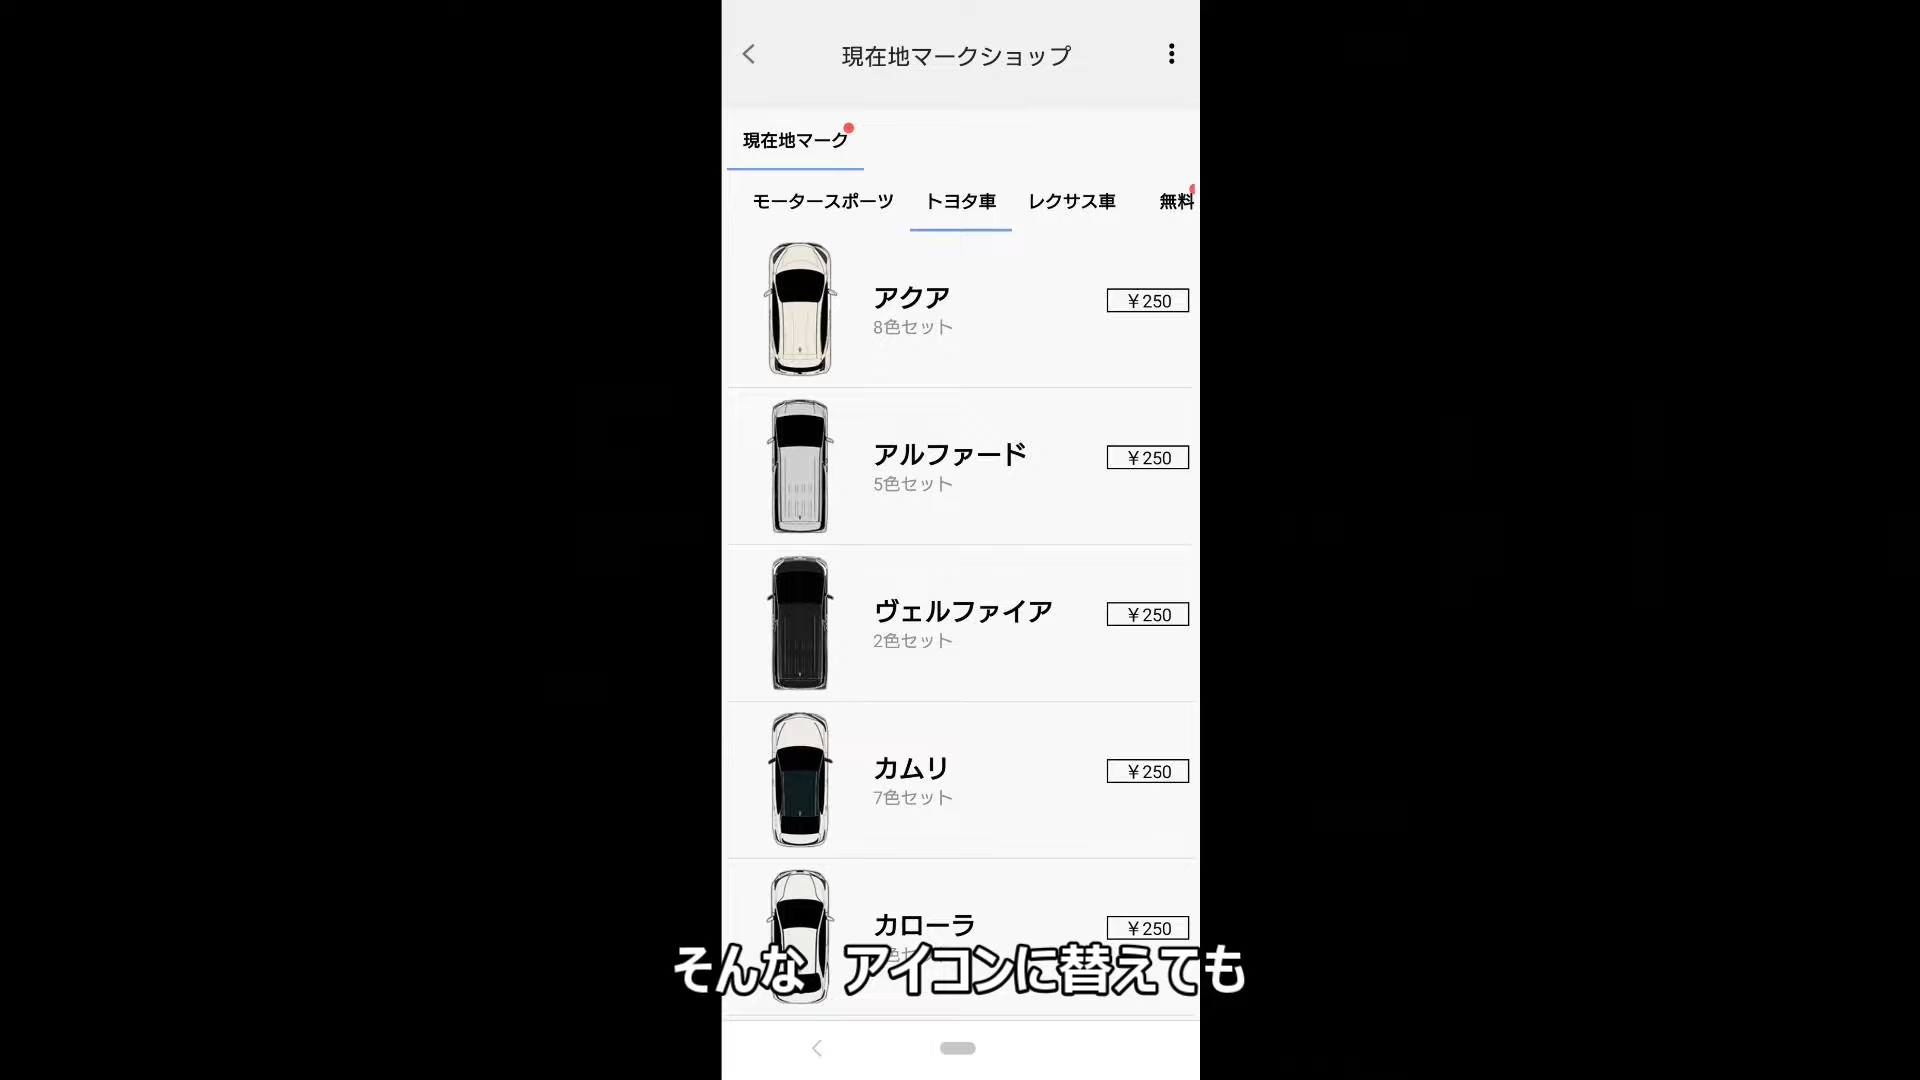 現在地マークショップ
現在地マーク
モータースポーツ トヨタ車 レクサス車 無料
アクア
¥250
8色セット
アルファード
¥250
5色セット
ヴェルファイア
¥250
2色セット
カムリ
¥250
7色セット
カローラ
¥250
そんな アイコンに替えても